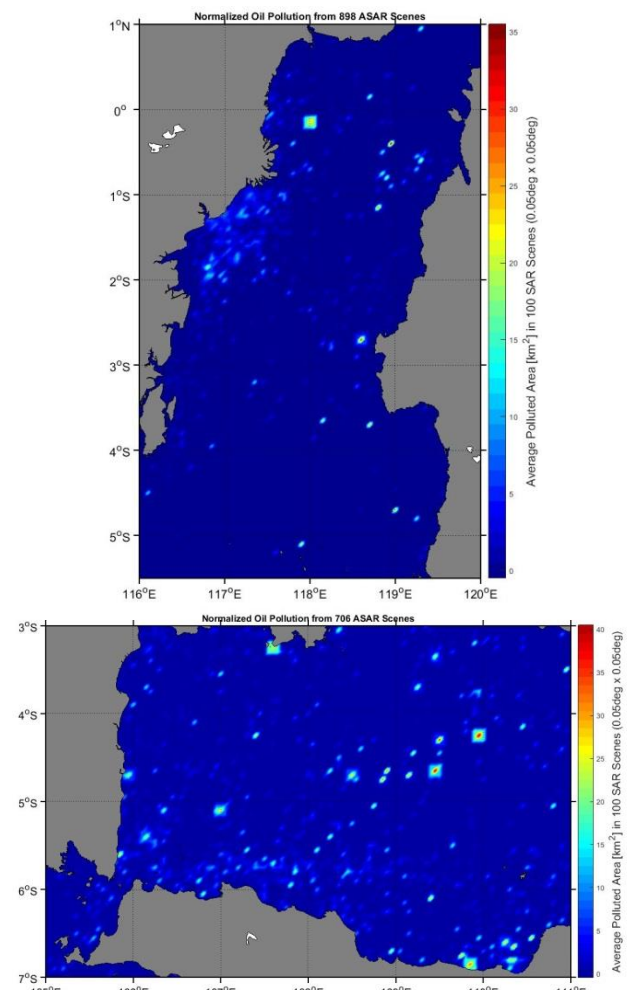 Normalized Oil Pollution from 898 ASAR Scenes
1°N
0°
1°S
2°S
3°S
4°S
5°S
116°E 117°E 118°E 119°E 120°E
35
30
25
20
15
10
5
0
Average Polluted Area [km²] in 100 SAR Scenes (0.05deg x 0.05deg)
Normalized Oil Pollution from 706 ASAR Scenes
3°S
4°S
5°S
6°S
7°S
40
35
30
25
20
15
10
5
0
Average Polluted Area [km²] in 100 SAR Scenes (0.05deg x 0.05deg)